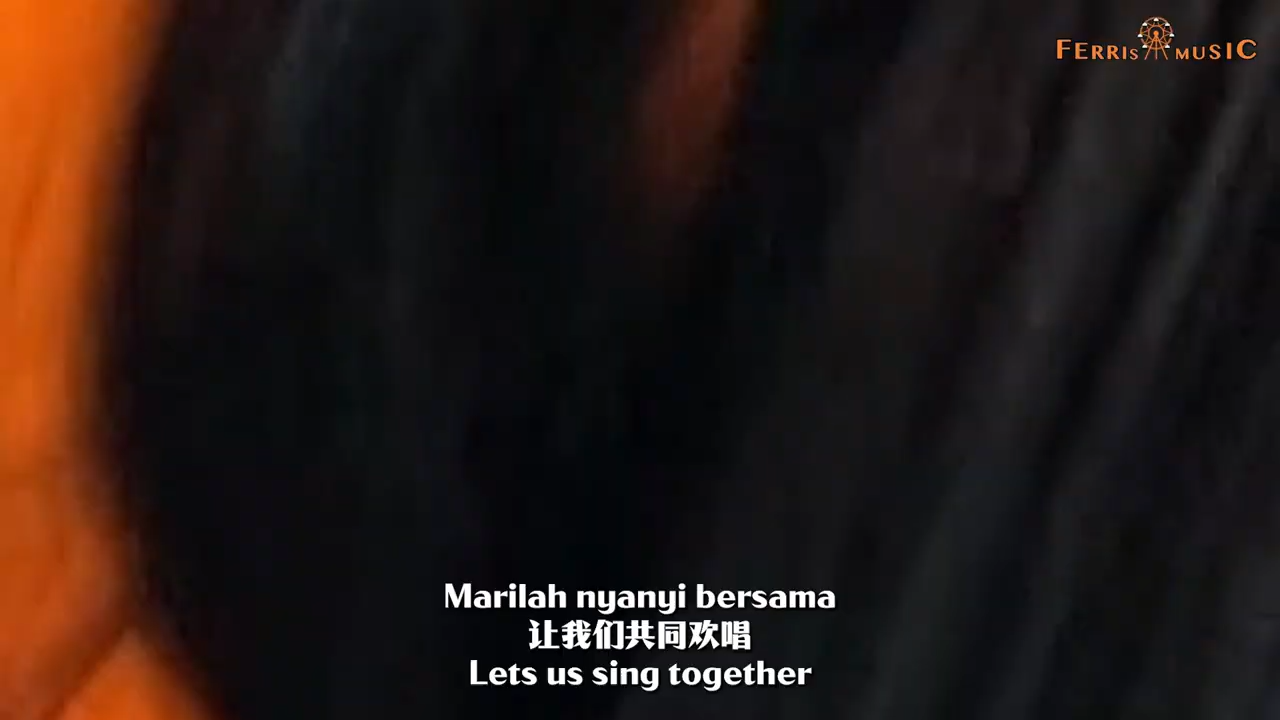 FERRIS MUSIC
Marilah nyanyi bersama
让我们共同欢唱
Lets us sing together